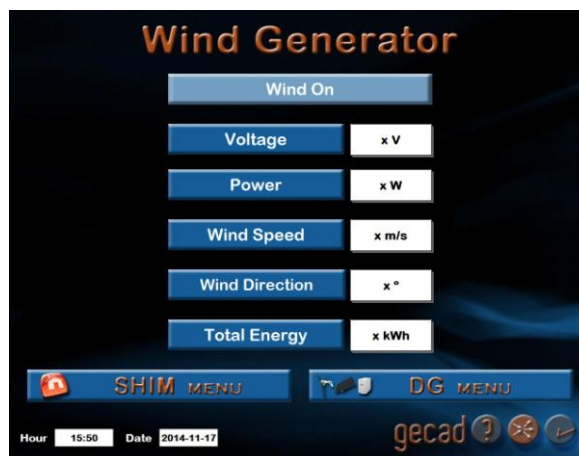 Wind Generator
Wind On
Voltage x V
Power x W
Wind Speed x m/s
Wind Direction x °
Total Energy x kWh
SHIM MENU DG MENU
Hour 15:50 Date 2014-11-17 gecad ?